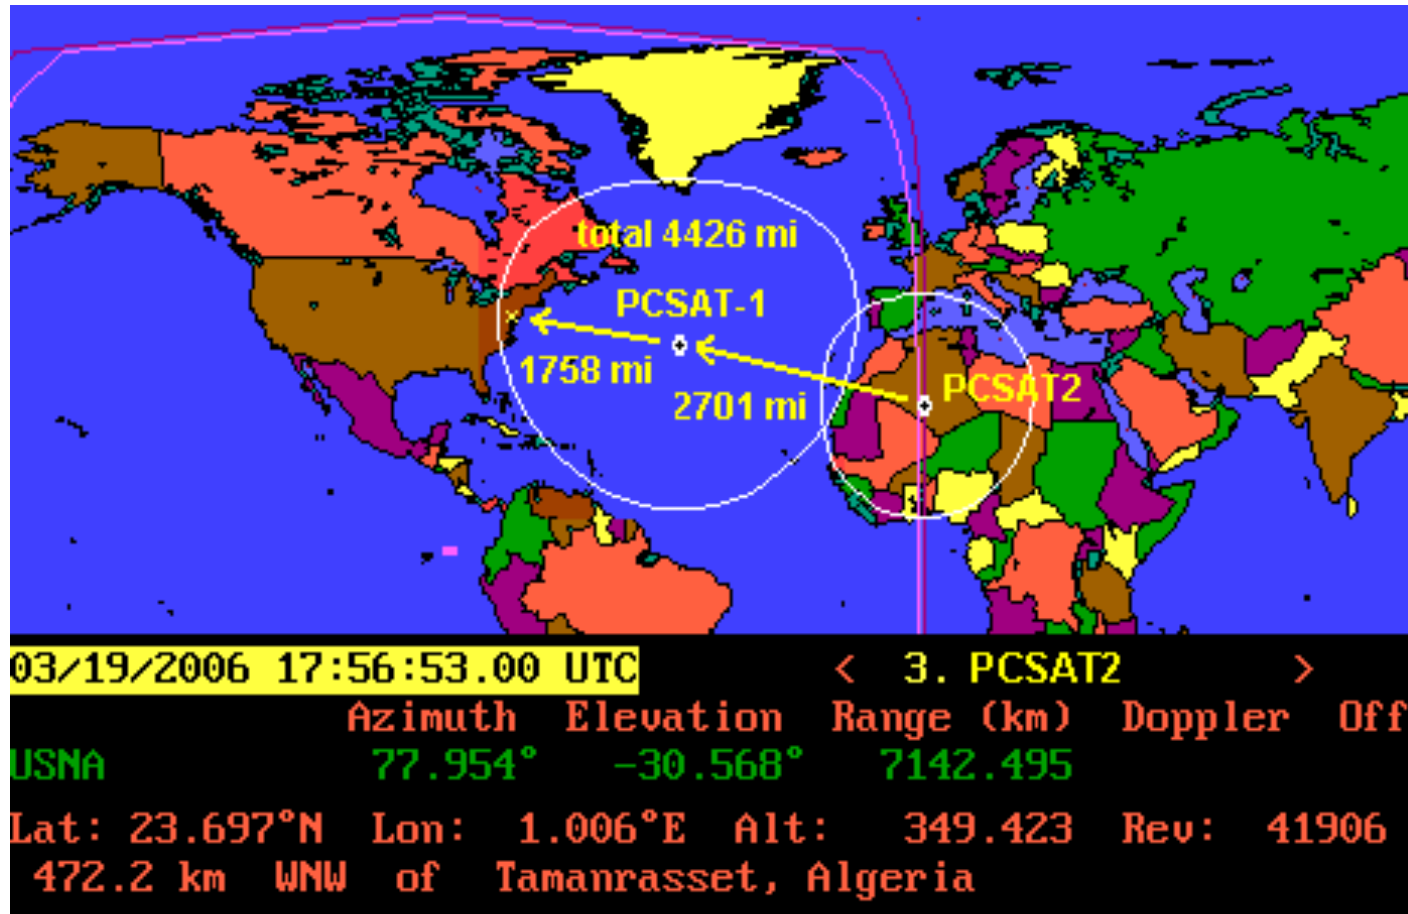 total 4426 mi
PCSAT-1
1758 mi
PCSAT2
2701 mi
03/19/2006 17:56:53.00 UTC < 3. PCSAT2 >
Azimuth Elevation Range (km) Doppler Off
USNA 77.954° -30.568° 7142.495
Lat: 23.697°N Lon: 1.006°E Alt: 349.423 Rev: 41906
472.2 km WNW of Tamanrasset, Algeria